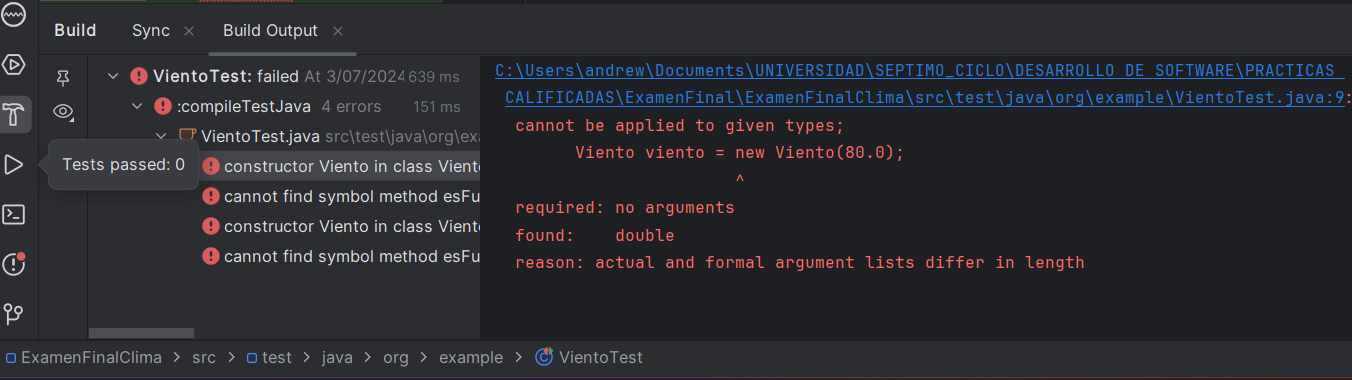 Build Sync Build Output
VientoTest: failed At 3/07/2024 639 ms
:compileTestJava 4 errors 151 ms
VientoTest.java src\test\java\org\exa
constructor Viento in class Viento
cannot find symbol method esFu
constructor Viento in class Viento
cannot find symbol method esFu
Tests passed: 0
C:\Users\andrew\Documents\UNIVERSIDAD\SEPTIMO_CICLO\DESARROLLO DE SOFTWARE\PRACTICAS
CALIFICADAS\ExamenFinal\ExamenFinalClima\src\test\java\org\example\VientoTest.java:9:
cannot be applied to given types;
Viento viento = new Viento(80.0);
^
required: no arguments
found: double
reason: actual and formal argument lists differ in length
ExamenFinalClima > src > test > java > org > example > VientoTest